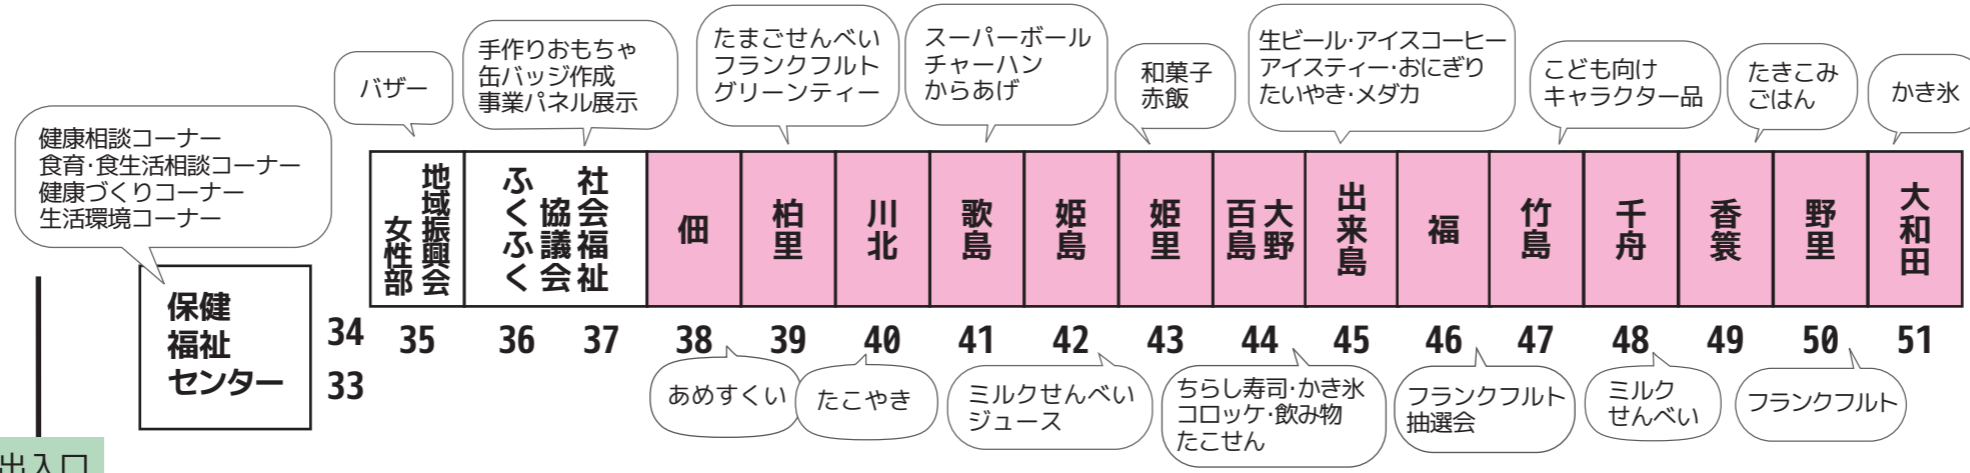 バザー
手作りおもちゃ
缶バッジ作成
事業パネル展示
たまごせんべい
フランクフルト
グリーンティー
スーパーボール
チャーハン
からあげ
和菓子
赤飯
生ビール・アイスコーヒー
アイスティー・おにぎり
たいやき・メダカ
こども向け
キャラクター品
たきこみ
ごはん
かき氷
健康相談コーナー
食育・食生活相談コーナー
健康づくりコーナー
生活環境コーナー
地域振興会
女性部
社会福祉
協議会
ふくふく
佃
柏里
川北
歌島
姫島
姫里
大野
百島
出来島
福
竹島
千舟
香簑
野里
大和田
保健
福祉
センター
34
33
35
36
37
38
39
40
41
42
43
44
45
46
47
48
49
50
51
あめすくい
たこやき
ミルクせんべい
ジュース
ちらし寿司・かき氷
コロッケ・飲み物
たこせん
フランクフルト
抽選会
ミルク
せんべい
フランクフルト
出入口